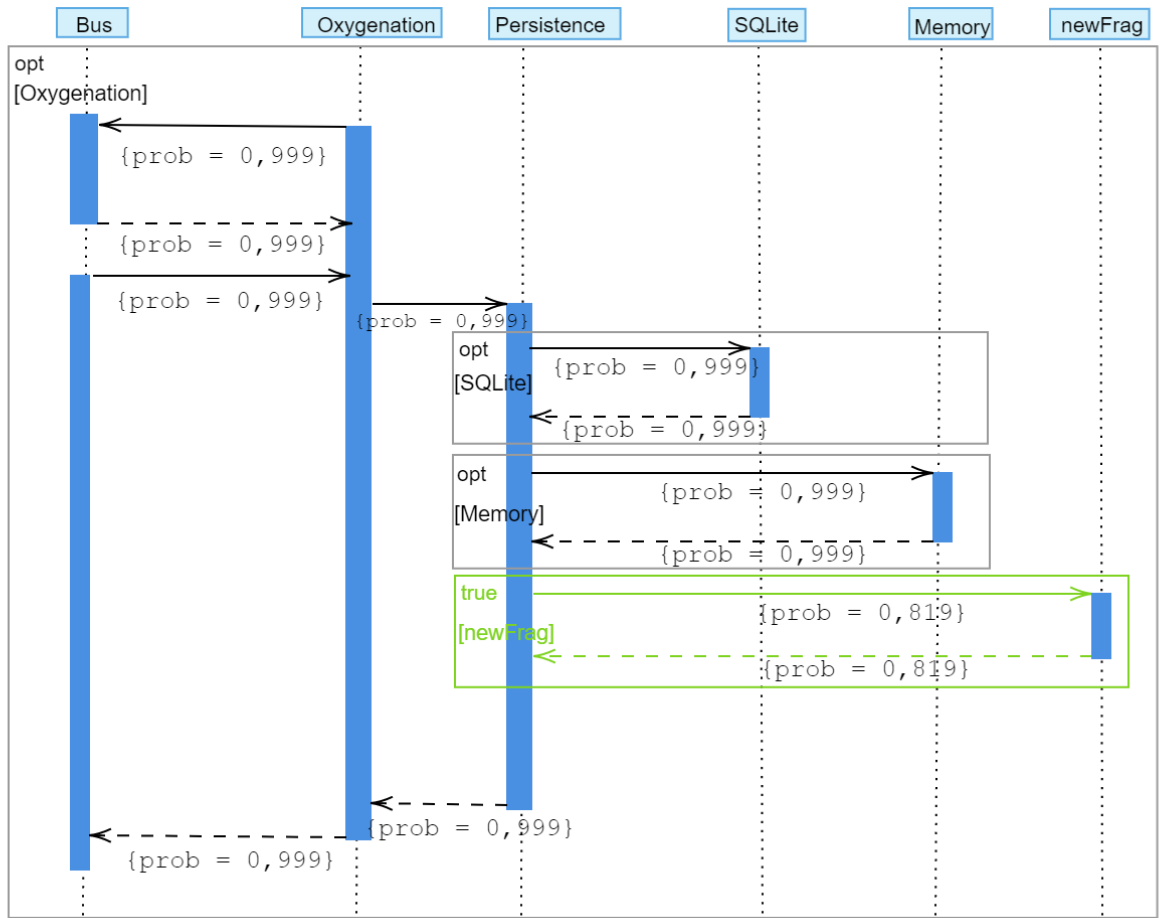 Bus
Oxygenation
Persistence
SQLite
Memory
newFrag
opt
[Oxygenation]
{prob = 0,999}
{prob = 0,999}
{prob = 0,999}
{prob = 0,999}
opt
{prob = 0,999}
[SQLite]
{prob = 0,999}
opt
{prob = 0,999}
[Memory]
{prob = 0,999}
true
{prob = 0,819}
[newFrag]
{prob = 0,819}
{prob = 0,999}
{prob = 0,999}